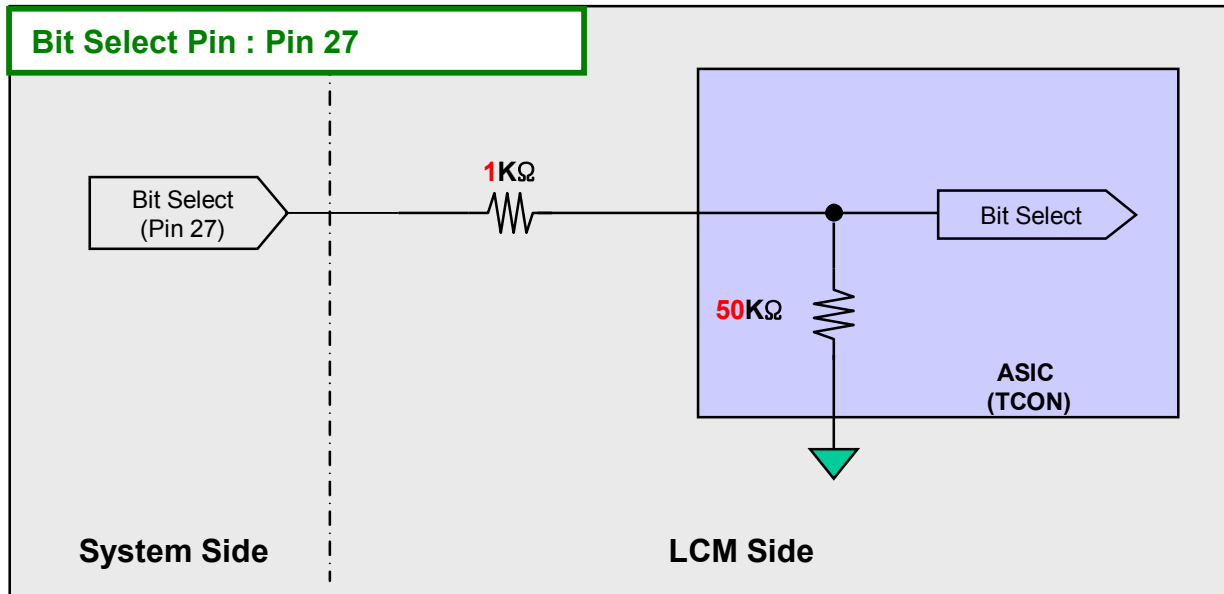 Bit Select Pin : Pin 27
1KΩ
Bit Select
(Pin 27)
Bit Select
50KΩ
ASIC
(TCON)
System Side
LCM Side